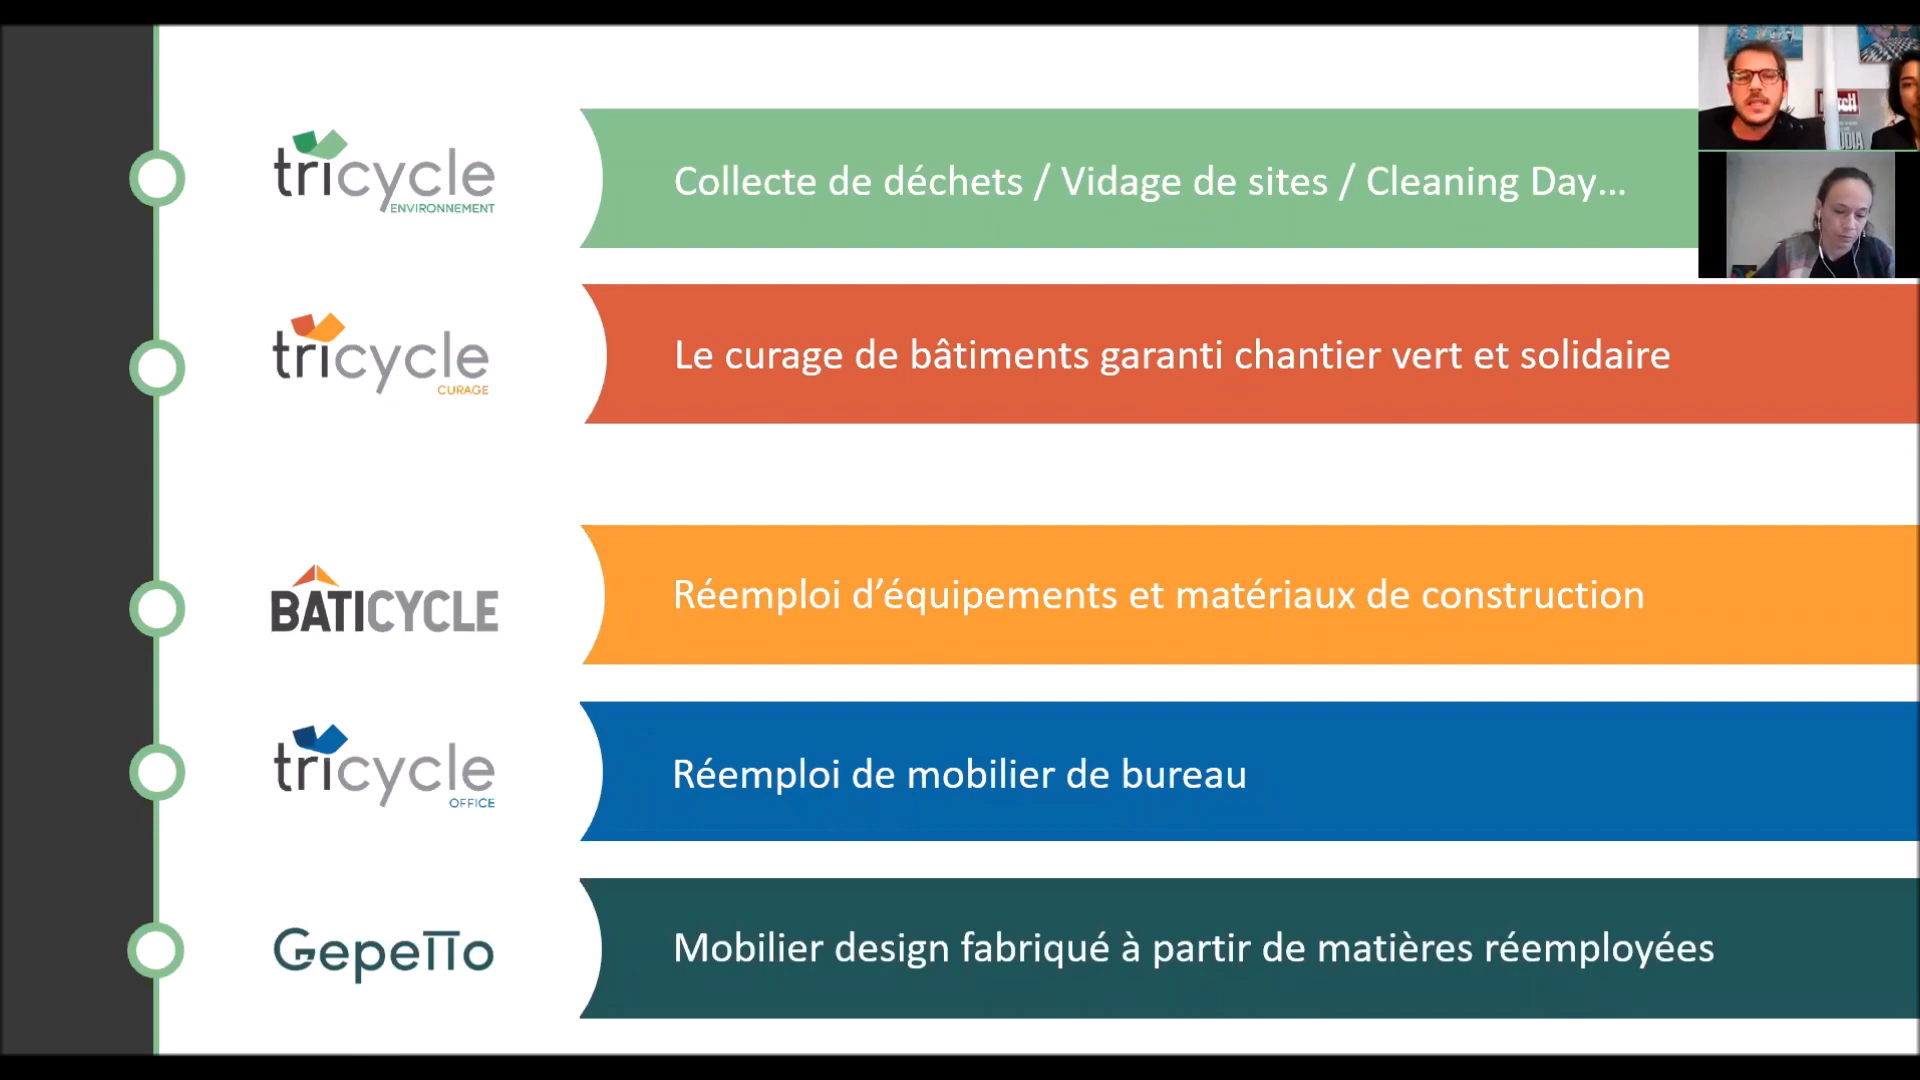 tricycle
ENVIRONNEMENT
Collecte de déchets / Vidage de sites / Cleaning Day…
tricycle
CURAGE
Le curage de bâtiments garanti chantier vert et solidaire
BATICYCLE
Réemploi d’équipements et matériaux de construction
tricycle
OFFICE
Réemploi de mobilier de bureau
Gepetto
Mobilier design fabriqué à partir de matières réemployées